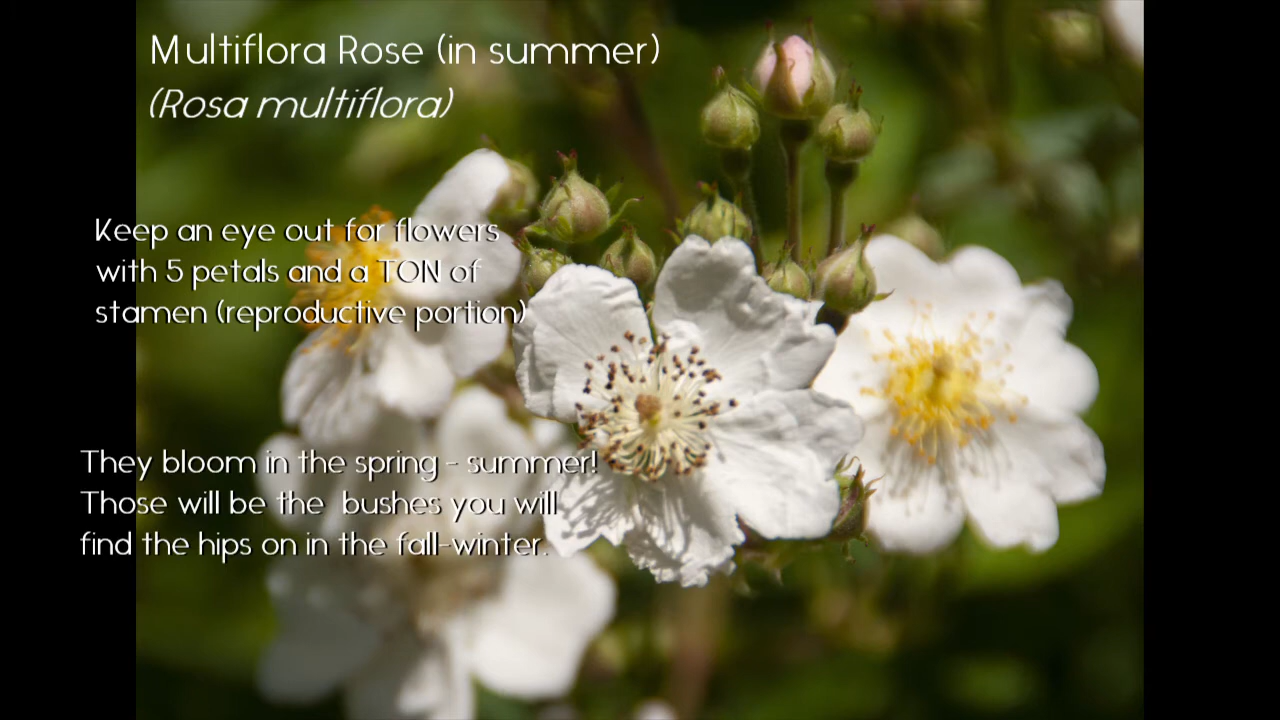 Multiflora Rose (in summer)
(Rosa multiflora)
Keep an eye out for flowers
with 5 petals and a TON of
stamen (reproductive portion)
They bloom in the spring - summer!
Those will be the bushes you will
find the hips on in the fall-winter.